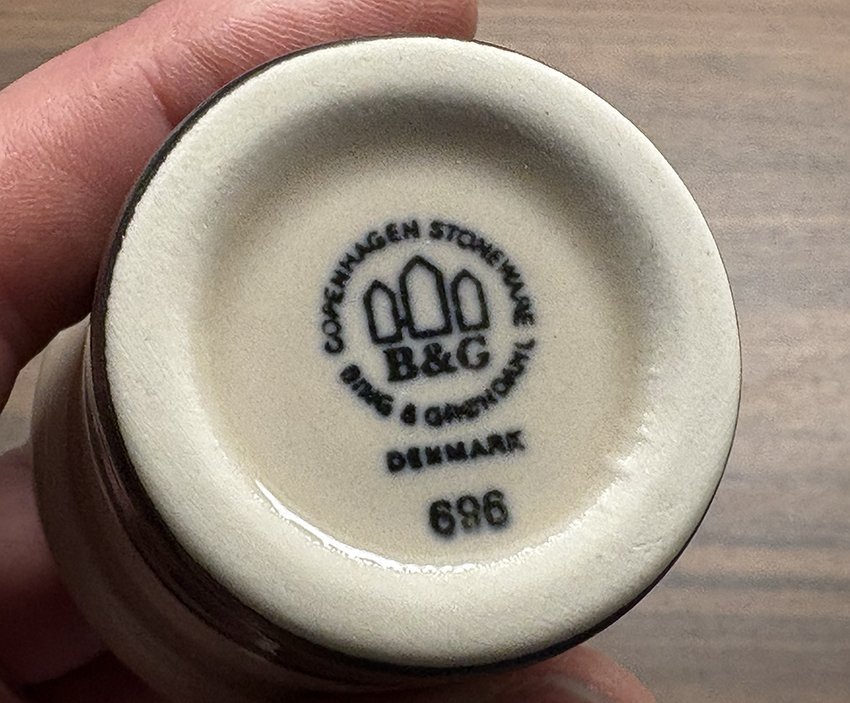 COPENHAGEN STONEWARE
B&G
BING & GRØNDAHL
DENMARK
696